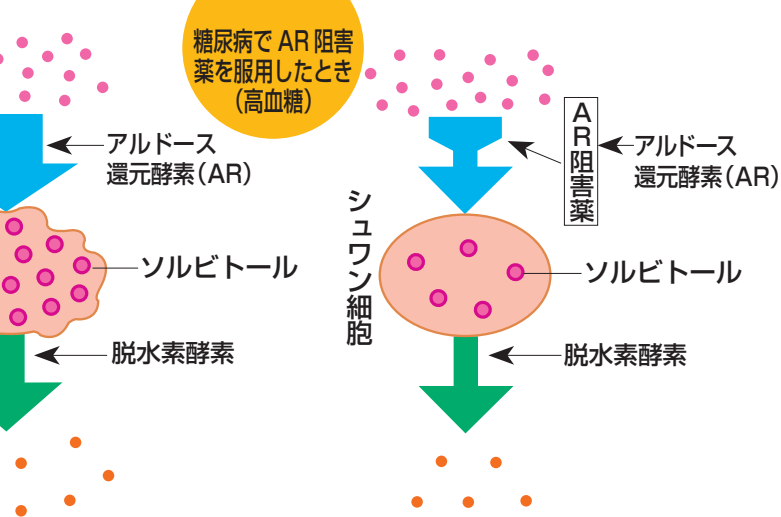 糖尿病でAR阻害
薬を服用したとき
（高血糖）
アルドース
還元酵素（AR）
ソルビトール
脱水素酵素
シュワン細胞
AR阻害薬
アルドース
還元酵素（AR）
ソルビトール
脱水素酵素